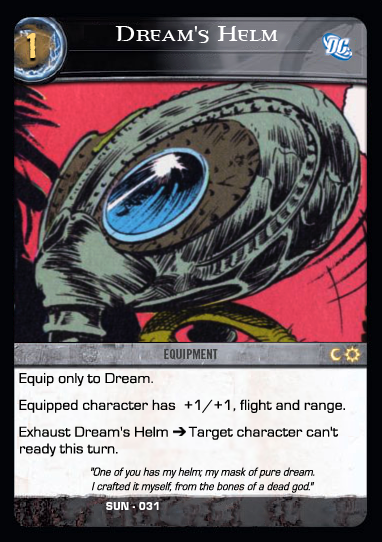 1
Dream's Helm
DC
EQUIPMENT
Equip only to Dream.
Equipped character has +1/+1, flight and range.
Exhaust Dream's Helm ➔ Target character can't
ready this turn.
"One of you has my helm; my mask of pure dream.
I crafted it myself, from the bones of a dead god."
SUN · 031